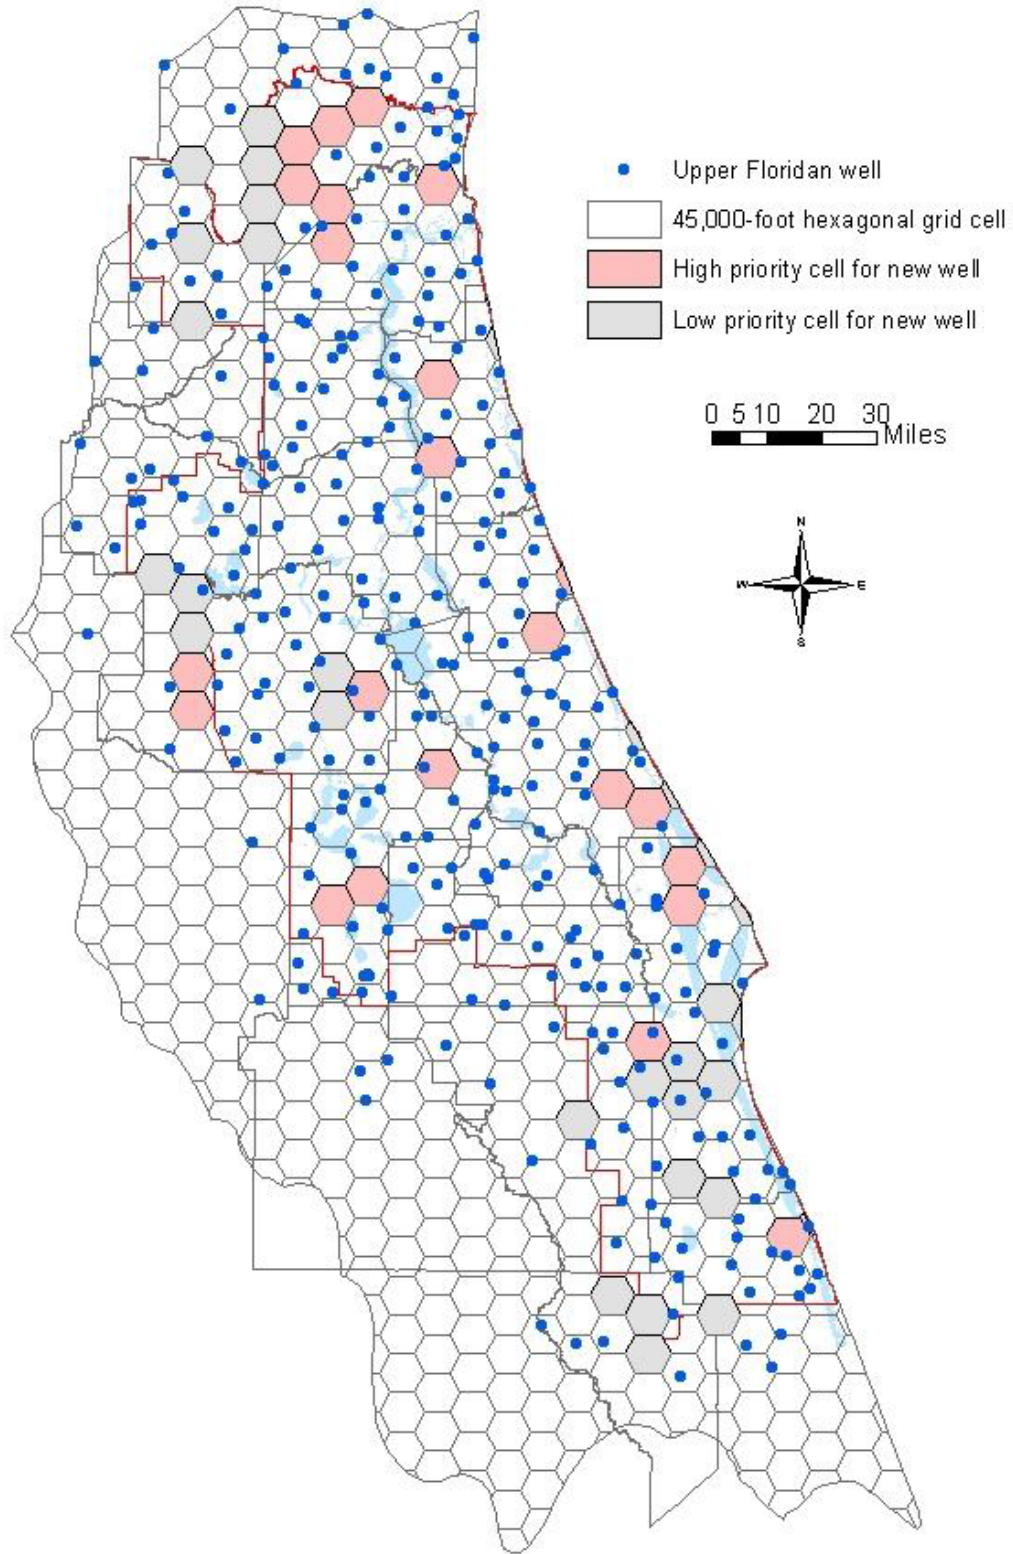 Upper Floridan well
45,000-foot hexagonal grid cell
High priority cell for new well
Low priority cell for new well
0 5 10 20 30
Miles
N
W E
S